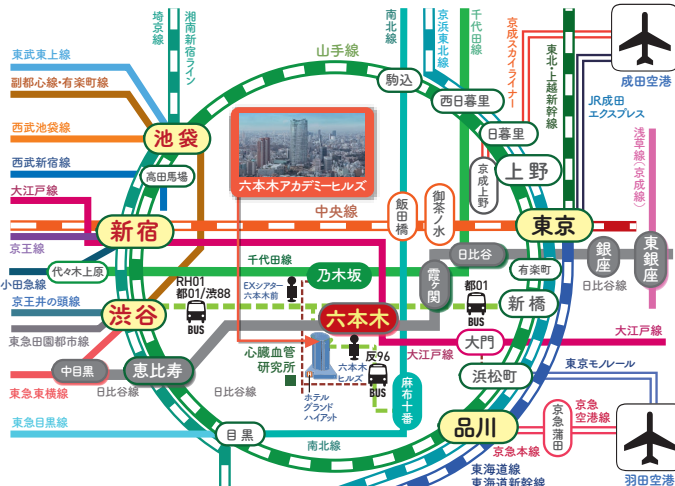 埼京線
湘南新宿ライン
南北線
京浜東北線
千代田線
京成スカイライナー
東北・上越新幹線
成田空港
JR成田
エクスプレス
山手線
東武東上線
副都心線・有楽町線
西武池袋線
西武新宿線
大江戸線
京王線
小田急線
京王井の頭線
東急田園都市線
東急東横線
東急目黒線
池袋
高田馬場
新宿
代々木上原
渋谷
中目黒
恵比寿
目黒
駒込
西日暮里
日暮里
京成上野
上野
御茶ノ水
飯田橋
中央線
東京
浅草線(京成線)
六本木アカデミーヒルズ
千代田線
乃木坂
日比谷
霞ヶ関
有楽町
銀座
東銀座
日比谷線
RH01
都01/渋88
BUS
EXシアター
六本木前
六本木
都01
BUS
新橋
心臓血管
研究所
六本木
ヒルズ
反96
BUS
大江戸線
大門
大江戸線
浜松町
東京モノレール
ホテル
グランド
ハイアット
麻布十番
日比谷線
日比谷線
南北線
品川
京急本線
京急蒲田
京急
空港線
東海道線
東海道新幹線
羽田空港